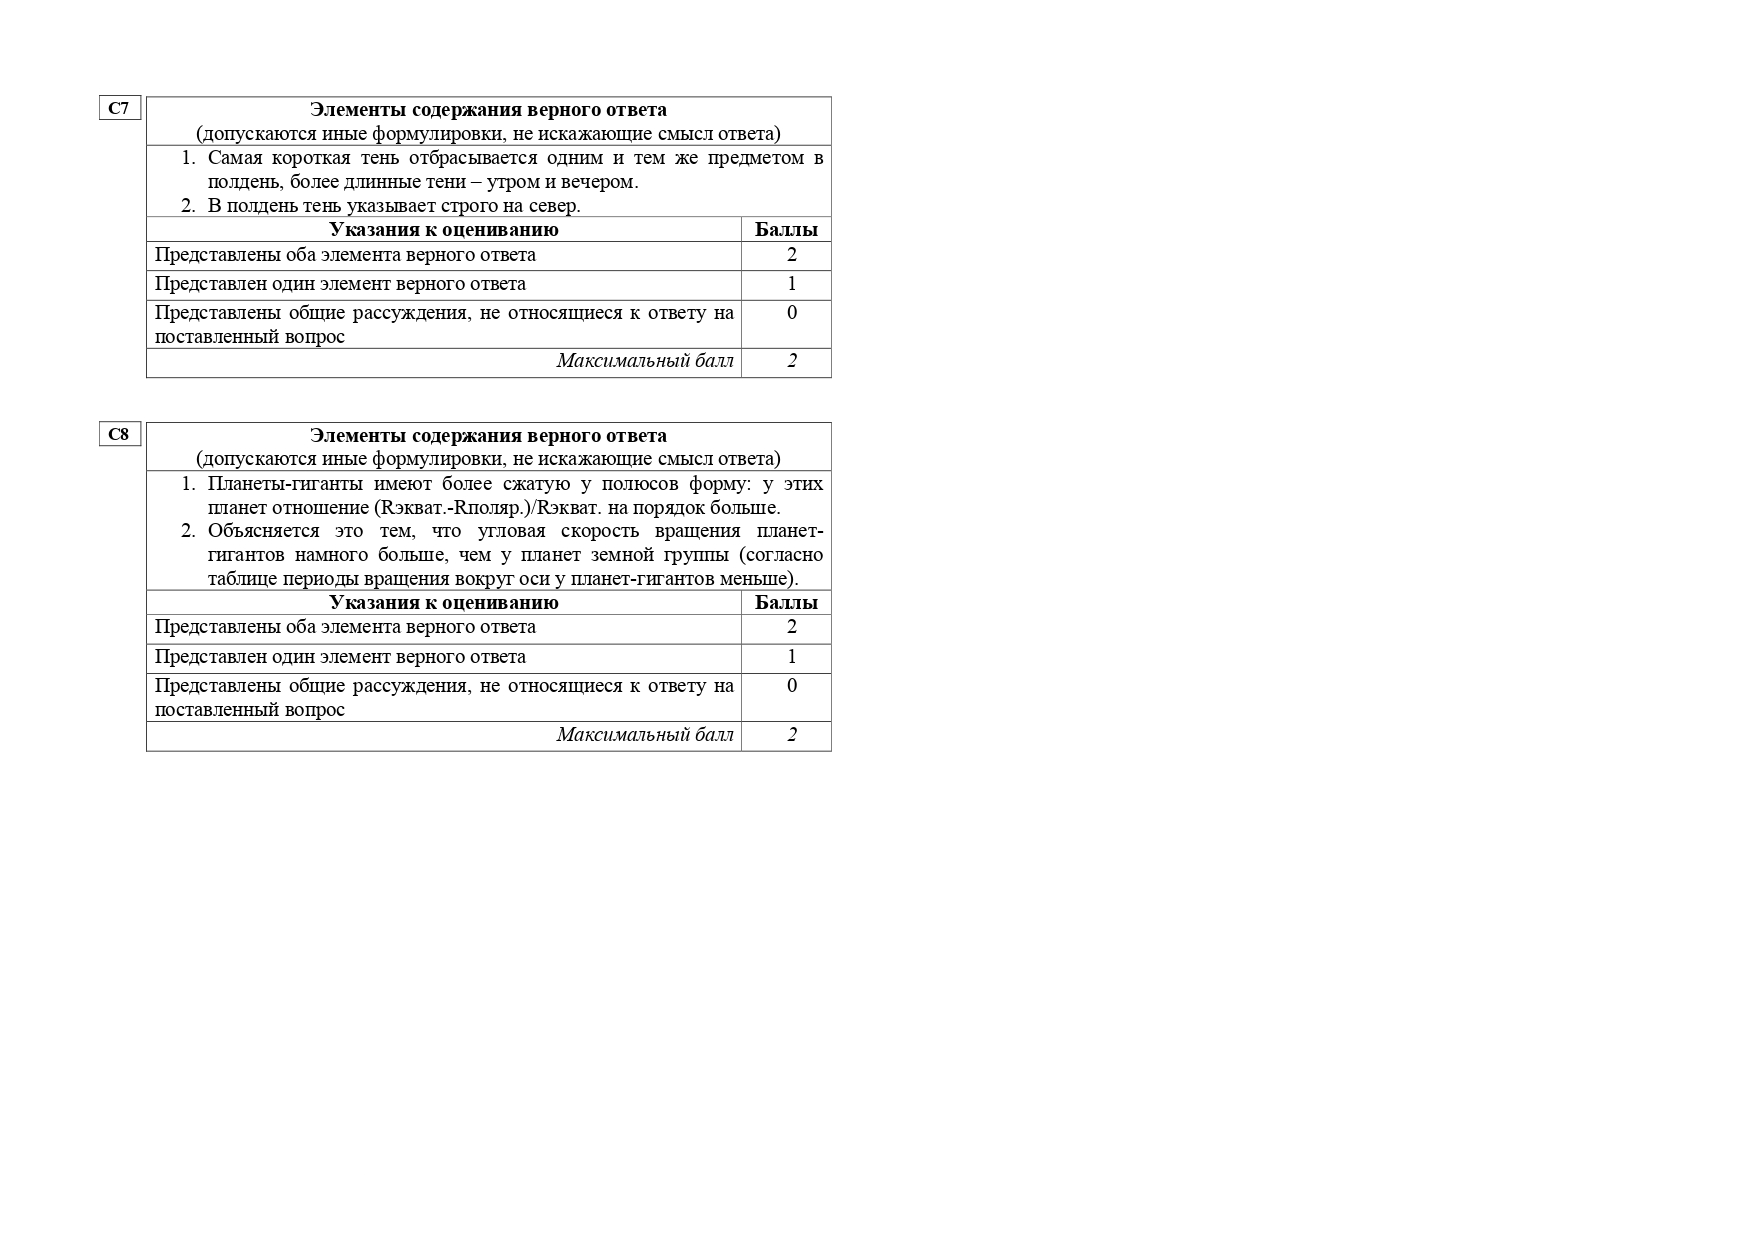 С7
Элементы содержания верного ответа
(допускаются иные формулировки, не искажающие смысл ответа)
1. Самая короткая тень отбрасывается одним и тем же предметом в
полдень, более длинные тени – утром и вечером.
2. В полдень тень указывает строго на север.
Указания к оцениванию Баллы
Представлены оба элемента верного ответа 2
Представлен один элемент верного ответа 1
Представлены общие рассуждения, не относящиеся к ответу на 0
поставленный вопрос
Максимальный балл 2
С8
Элементы содержания верного ответа
(допускаются иные формулировки, не искажающие смысл ответа)
1. Планеты-гиганты имеют более сжатую у полюсов форму: у этих
планет отношение (Rэкват.-Rполяр.)/Rэкват. на порядок больше.
2. Объясняется это тем, что угловая скорость вращения планет-
гигантов намного больше, чем у планет земной группы (согласно
таблице периоды вращения вокруг оси у планет-гигантов меньше).
Указания к оцениванию Баллы
Представлены оба элемента верного ответа 2
Представлен один элемент верного ответа 1
Представлены общие рассуждения, не относящиеся к ответу на 0
поставленный вопрос
Максимальный балл 2